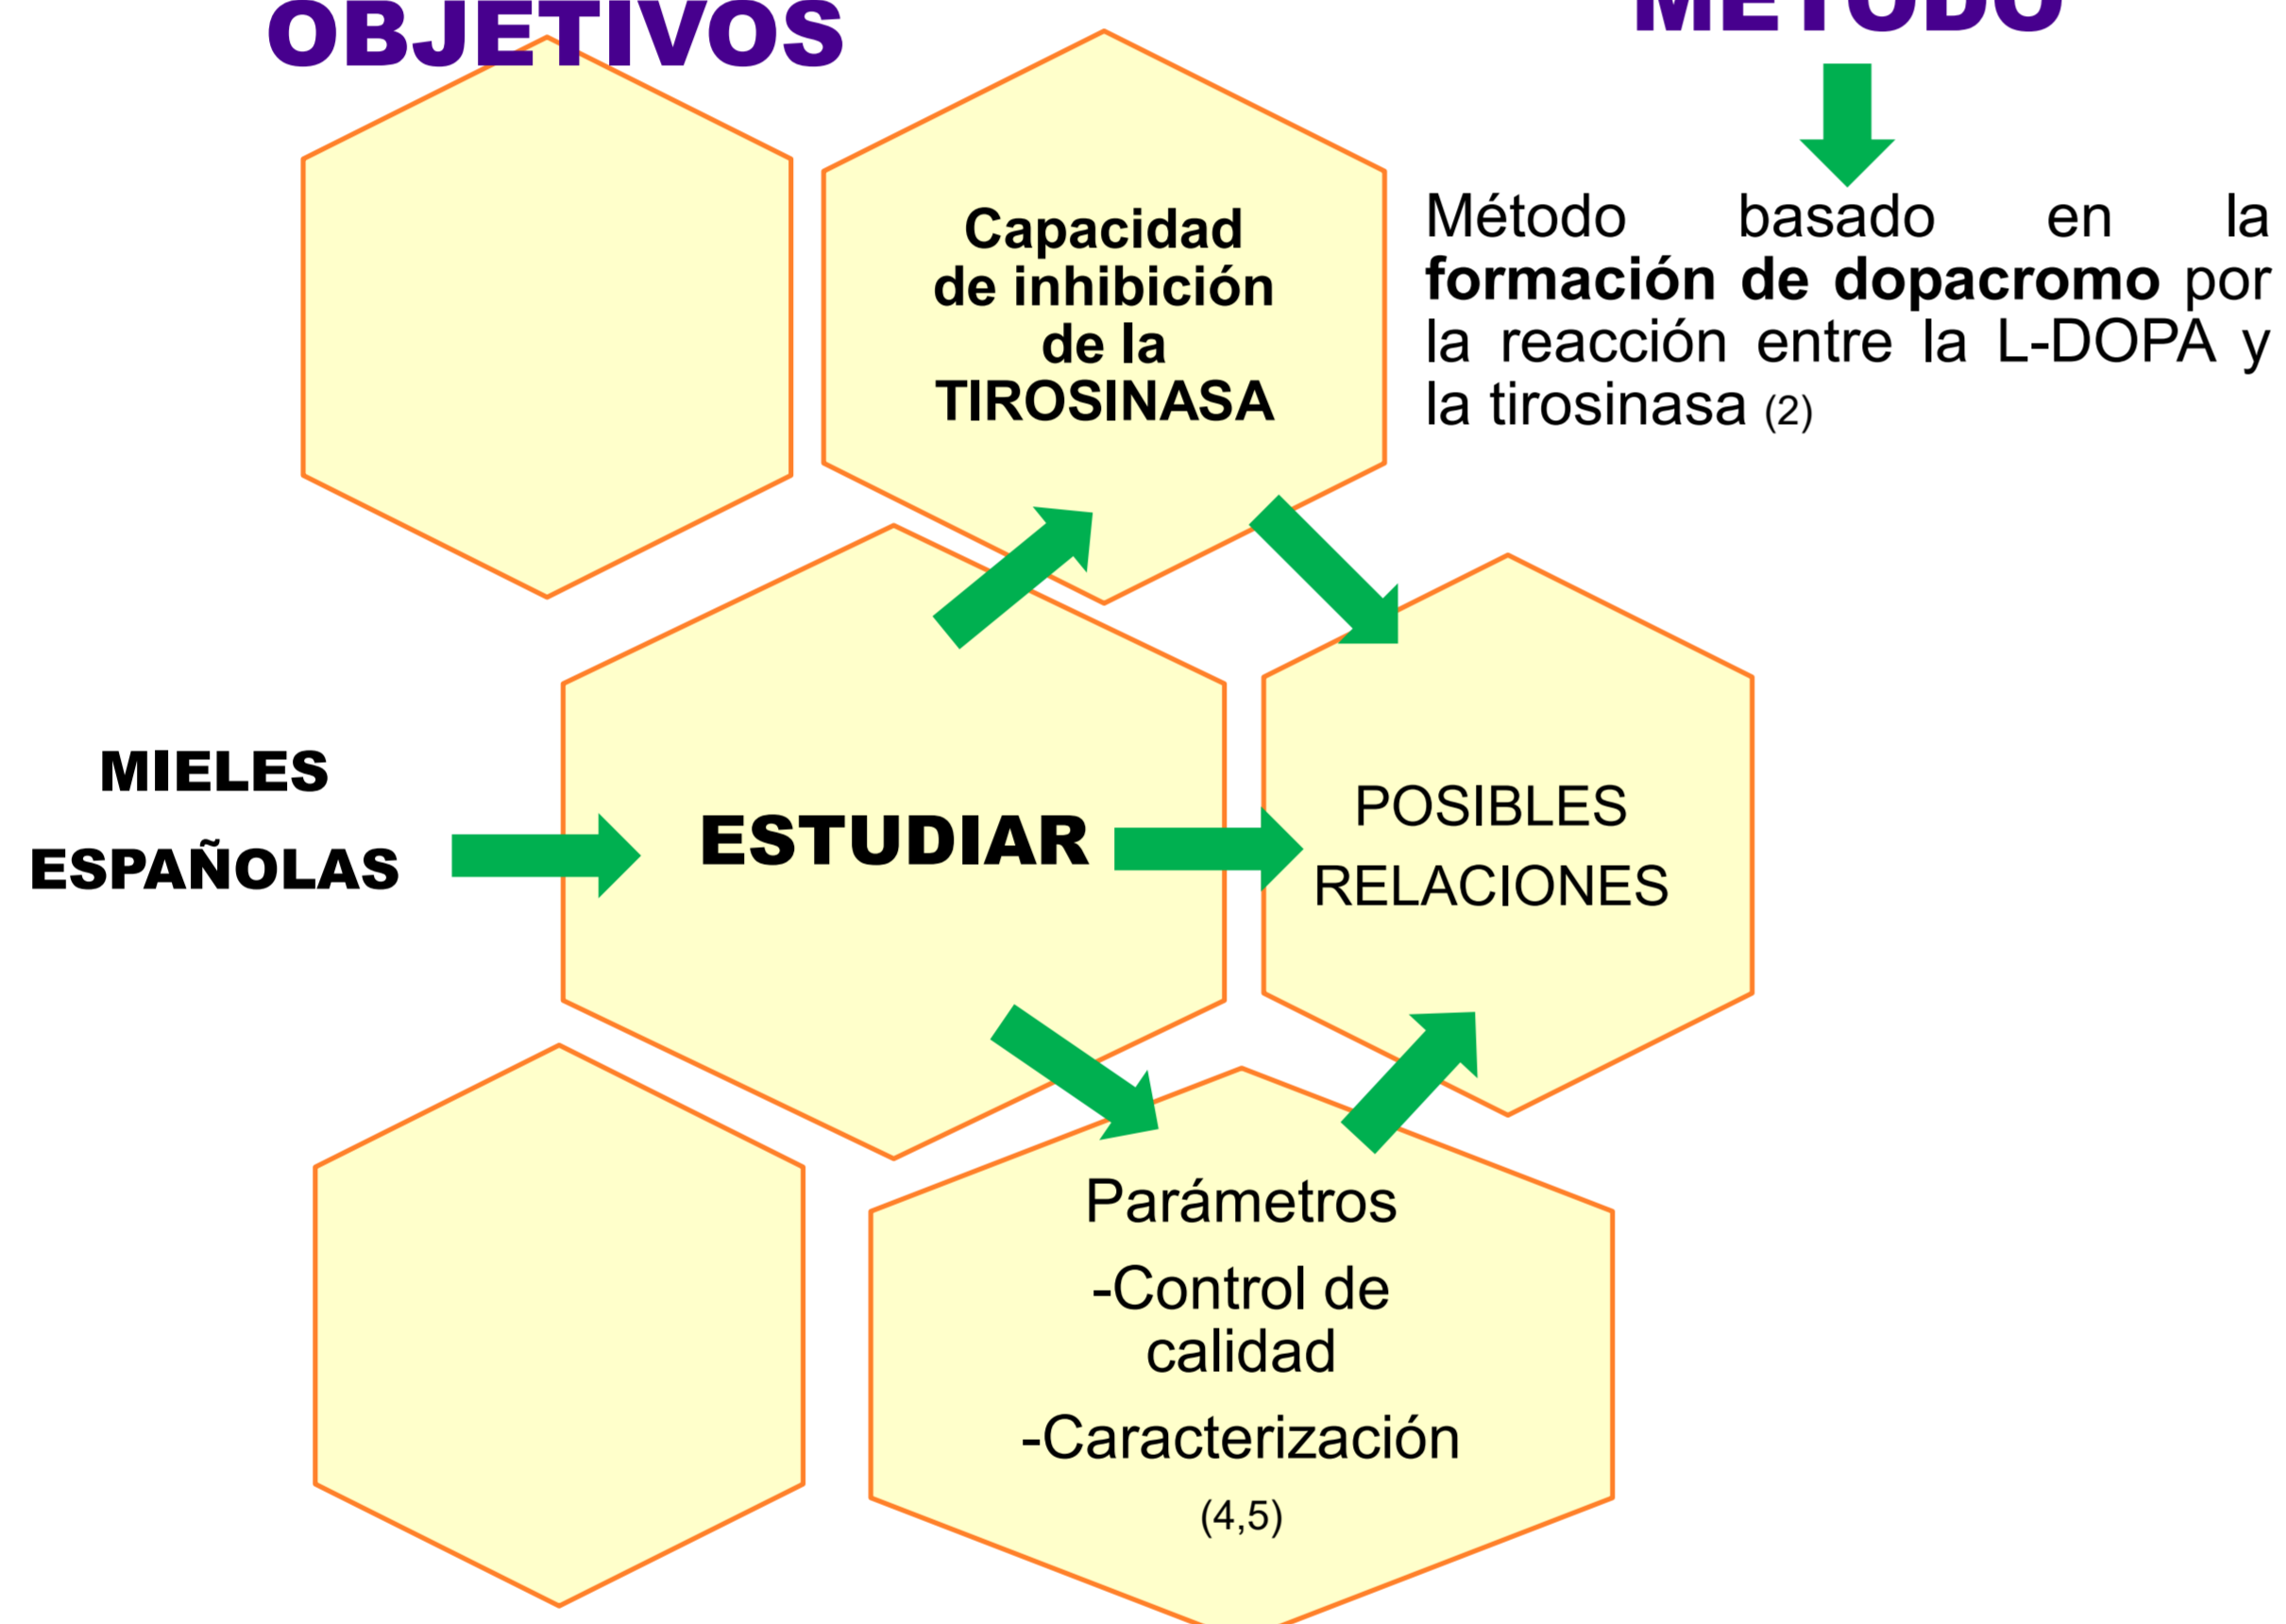 OBJETIVOS
MÉTODO
Capacidad
de inhibición
de la
TIROSINASA
Método basado en la
formación de dopacromo por
la reacción entre la L-DOPA y
la tirosinasa (2)
MIELES
ESPAÑOLAS
ESTUDIAR
POSIBLES
RELACIONES
Parámetros
-Control de
calidad
-Caracterización
(4,5)